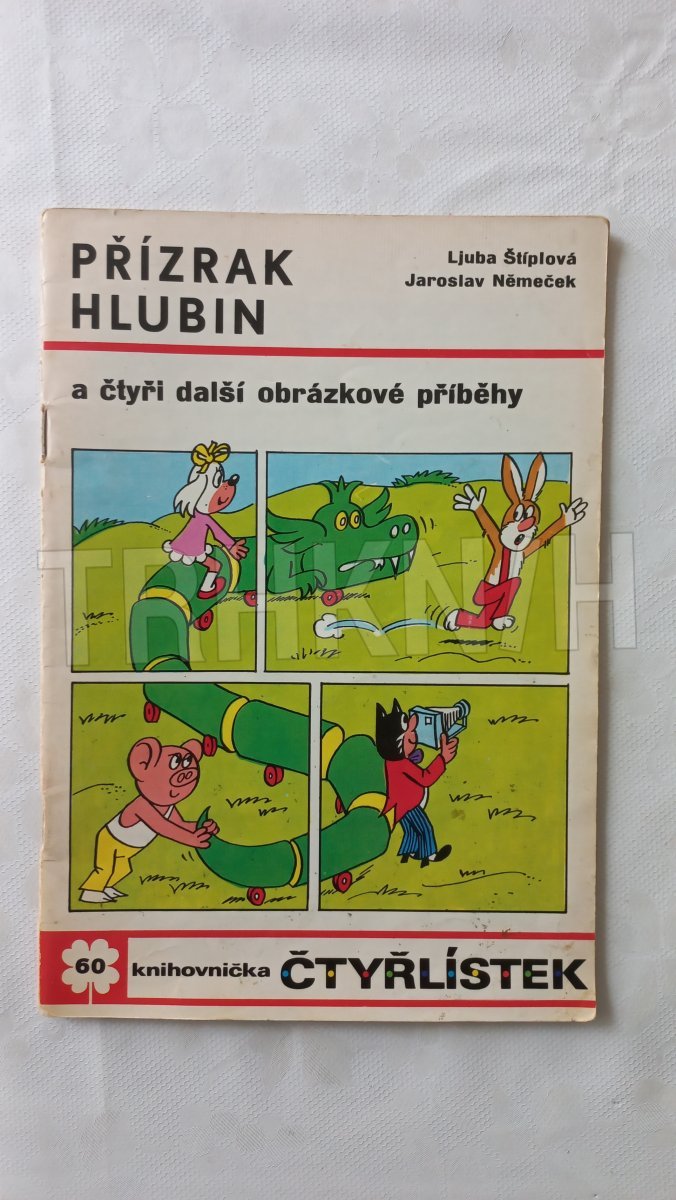 PŘÍZRAK
HLUBIN
Ljuba Štíplová
Jaroslav Němeček
a čtyři další obrázkové příběhy
TRHKNIH
60
knihovnička ČTYŘLÍSTEK